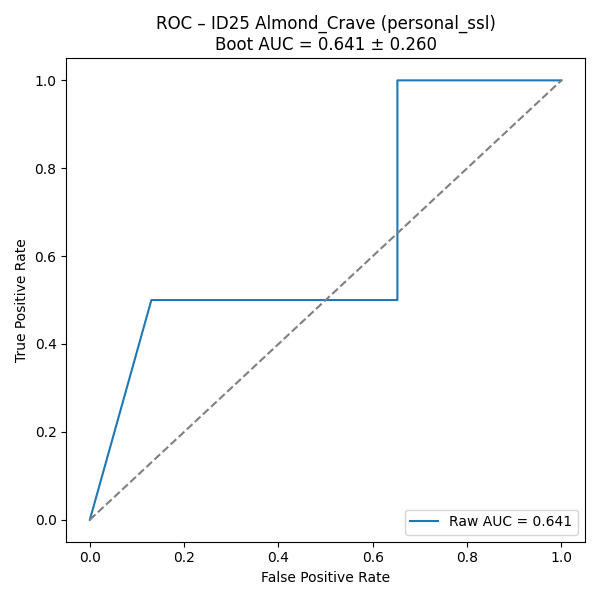 ROC – ID25 Almond_Crave (personal_ssl)
Boot AUC = 0.641 ± 0.260
True Positive Rate
1.0
0.8
0.6
0.4
0.2
0.0
Raw AUC = 0.641
0.0 0.2 0.4 0.6 0.8 1.0
False Positive Rate